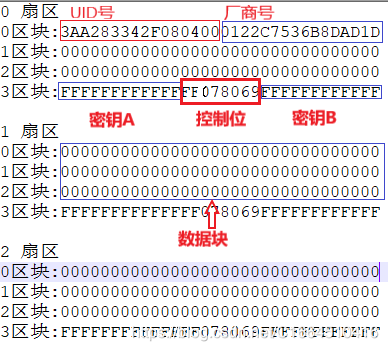 0 扇区 UID号 厂商号
0区块:3AA283342F0804000122C7536B8DAD1D
1区块:00000000000000000000000000000000
2区块:00000000000000000000000000000000
3区块:FFFFFFFFFFFFFF078069FFFFFFFFFFFF
密钥A 控制位 密钥B
1 扇区
0区块:00000000000000000000000000000000
1区块:00000000000000000000000000000000
2区块:00000000000000000000000000000000
3区块:FFFFFFFFFFFFFF078069FFFFFFFFFFFF
数据块
2 扇区
0区块:00000000000000000000000000000000
1区块:00000000000000000000000000000000
2区块:00000000000000000000000000000000
3区块:FFFFFFFFFFFFFF078069FFFFFFFFFFFF